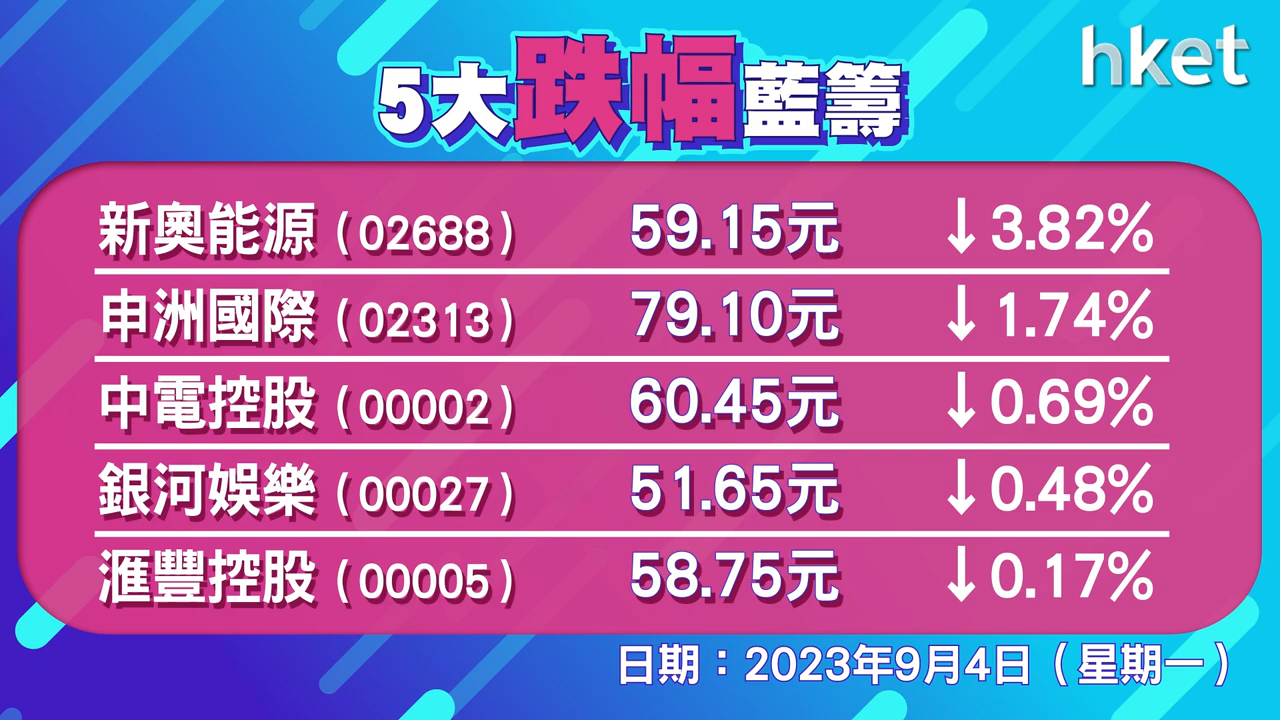 hket
5大跌幅藍籌
新奧能源（02688） 59.15元 ↓3.82%
申洲國際（02313） 79.10元 ↓1.74%
中電控股（00002） 60.45元 ↓0.69%
銀河娛樂（00027） 51.65元 ↓0.48%
滙豐控股（00005） 58.75元 ↓0.17%
日期：2023年9月4日（星期一）